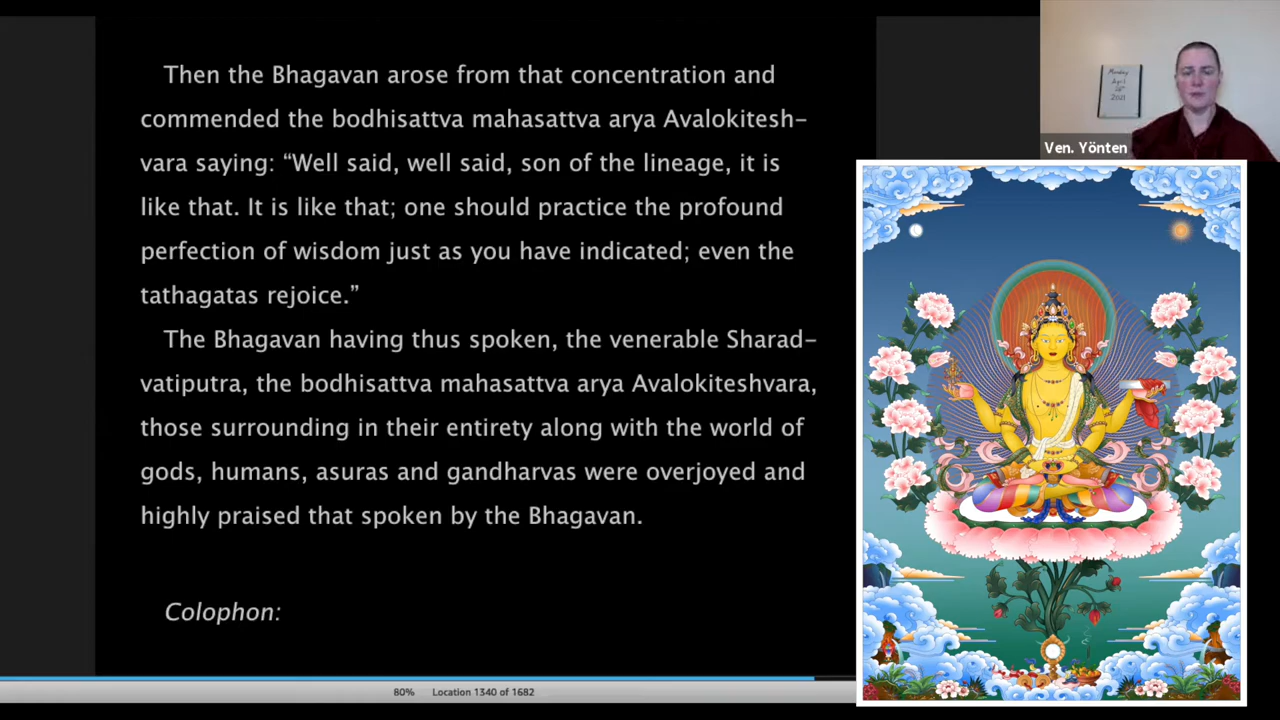 Then the Bhagavan arose from that concentration and
commended the bodhisattva mahasattva arya Avalokitesh-
vara saying: “Well said, well said, son of the lineage, it is
like that. It is like that; one should practice the profound
perfection of wisdom just as you have indicated; even the
tathagatas rejoice.”
The Bhagavan having thus spoken, the venerable Sharad-
vatiputra, the bodhisattva mahasattva arya Avalokiteshvara,
those surrounding in their entirety along with the world of
gods, humans, asuras and gandharvas were overjoyed and
highly praised that spoken by the Bhagavan.
Colophon:
80% Location 1340 of 1682
Monday
April
2021
Ven. Yönten